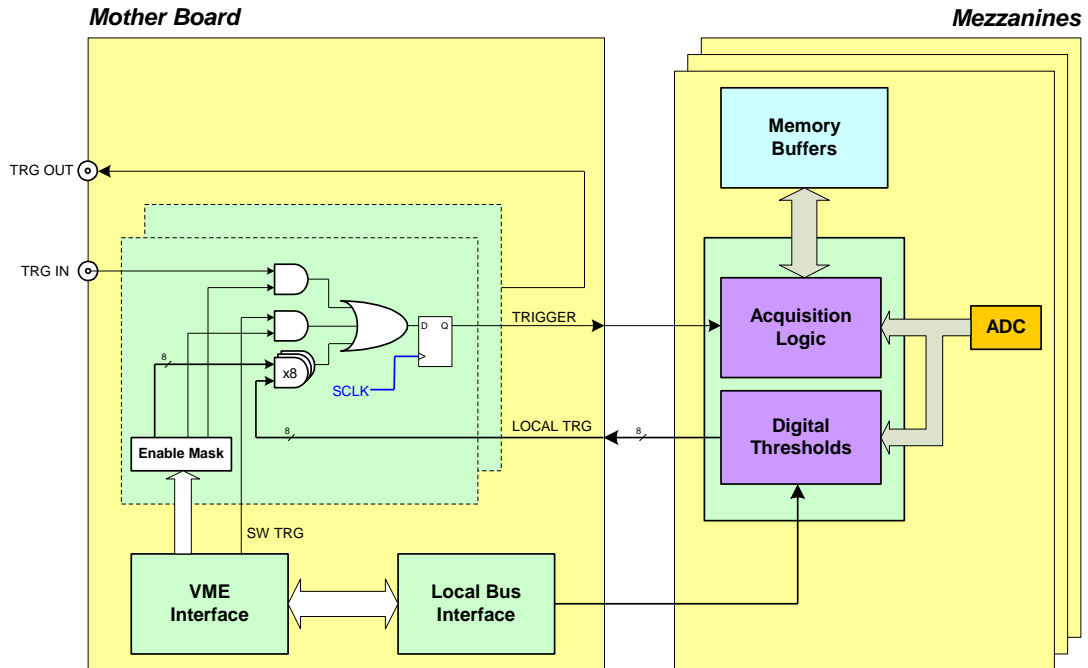 Mother Board
Mezzanines
Memory
Buffers
TRG OUT
TRG IN
D Q
TRIGGER
Acquisition
Logic
ADC
8
x8
SCLK
8
LOCAL TRG
8
Digital
Thresholds
Enable Mask
SW TRG
VME
Interface
Local Bus
Interface